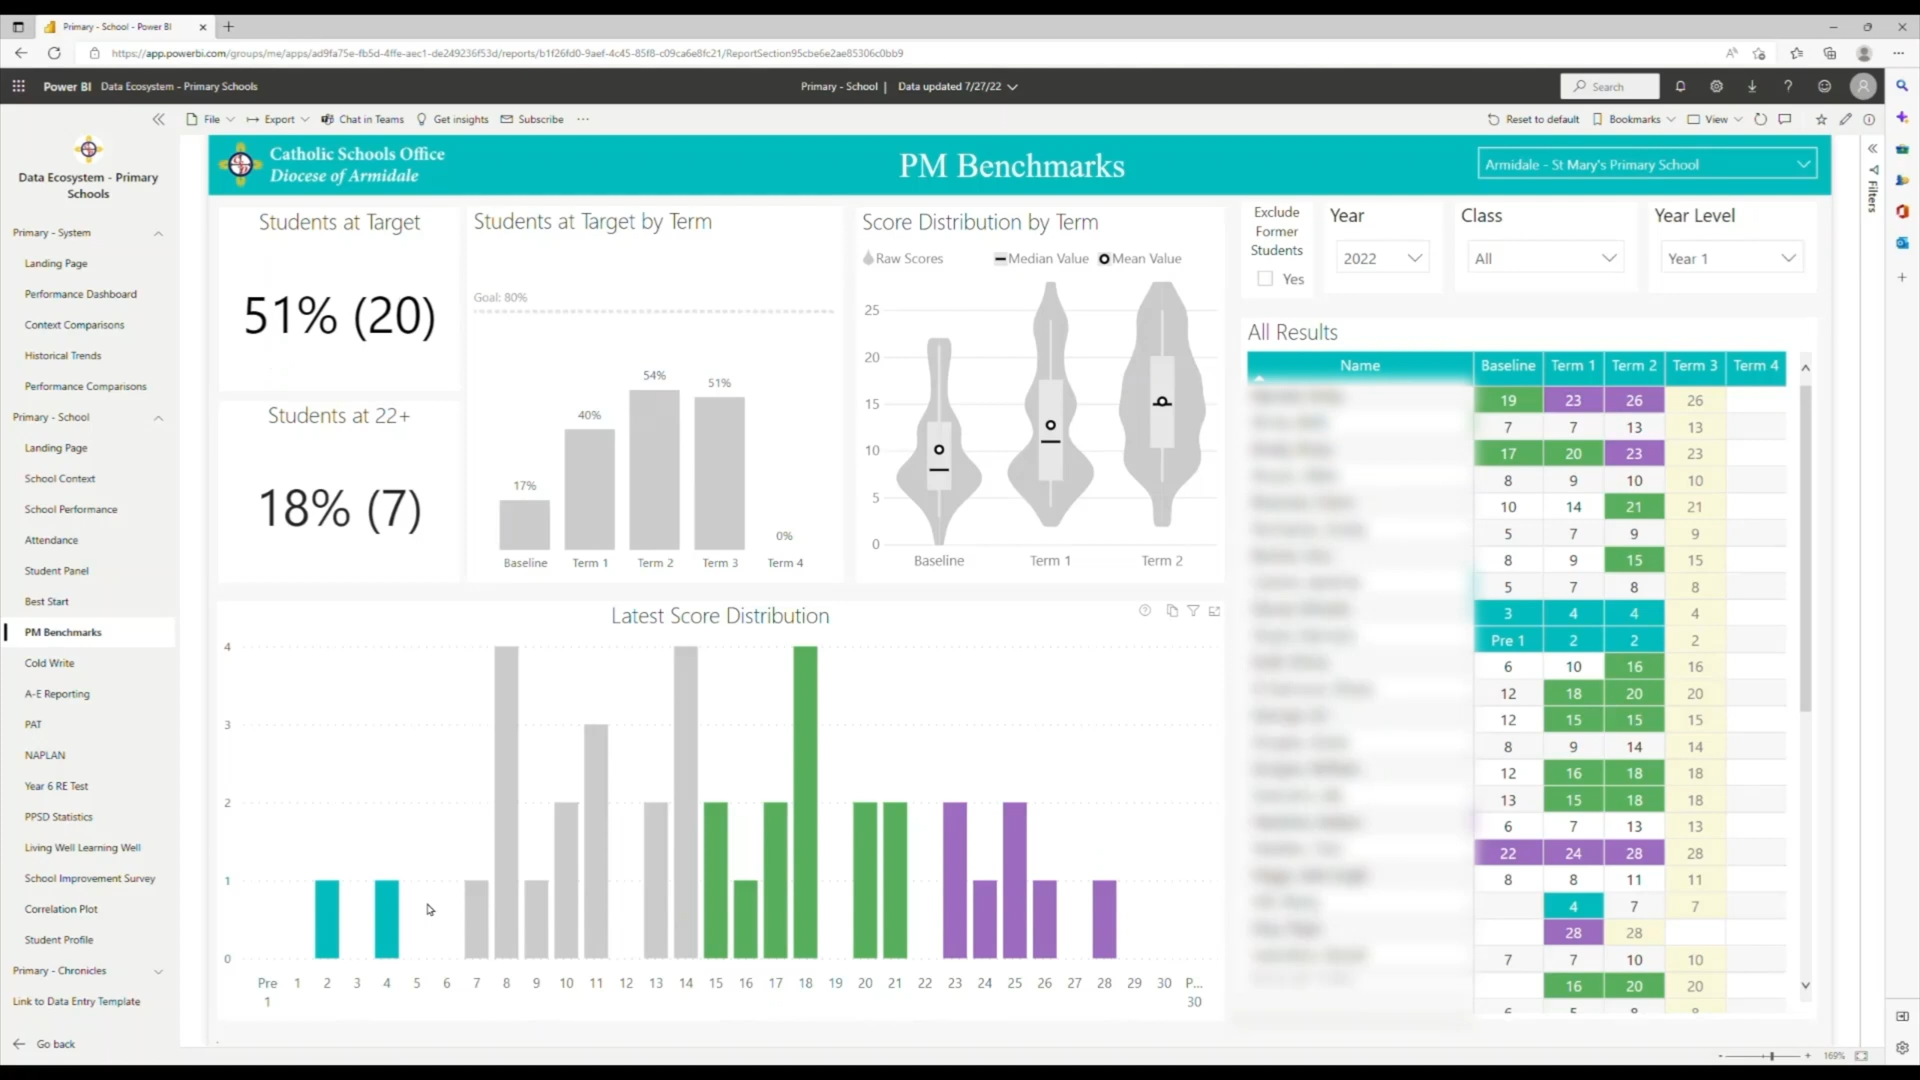 Primary - School - Power BI
https://app.powerbi.com/groups/me/apps/ad9fa75e-fb5d-4ffe-aec1-de249236f53d/reports/b1f26fd0-9aef-4c45-85f8-c09ca6e8fc21/ReportSection95cbe6e2ae85306c0bb9
Power BI Data Ecosystem - Primary Schools
Primary - School | Data updated 7/27/22
Search
File Export Chat in Teams Get insights Subscribe ...
Reset to default Bookmarks View
Data Ecosystem - Primary
Schools
Primary - System
Landing Page
Performance Dashboard
Context Comparisons
Historical Trends
Performance Comparisons
Primary - School
Landing Page
School Context
School Performance
Attendance
Student Panel
Best Start
PM Benchmarks
Cold Write
A-E Reporting
PAT
NAPLAN
Year 6 RE Test
PPSD Statistics
Living Well Learning Well
School Improvement Survey
Correlation Plot
Student Profile
Primary - Chronicles
Link to Data Entry Template
Go back
Catholic Schools Office
Diocese of Armidale
PM Benchmarks
Armidale - St Mary's Primary School
Filters
Students at Target
51% (20)
Students at 22+
18% (7)
Students at Target by Term
Goal: 80%
17% 40% 54% 51% 0%
Baseline Term 1 Term 2 Term 3 Term 4
Score Distribution by Term
Raw Scores Median Value Mean Value
25
20
15
10
5
0
Baseline Term 1 Term 2
Exclude
Former
Students
Yes
Year
2022
Class
All
Year Level
Year 1
Latest Score Distribution
4
3
2
1
0
Pre 1 2 3 4 5 6 7 8 9 10 11 12 13 14 15 16 17 18 19 20 21 22 23 24 25 26 27 28 29 30 P...
1 30
All Results
Name Baseline Term 1 Term 2 Term 3 Term 4
19 23 26 26
7 7 13 13
17 20 23 23
8 9 10 10
10 14 21 21
5 7 9 9
8 9 15 15
5 7 8 8
3 4 4 4
Pre 1 2 2 2
6 10 16 16
12 18 20 20
12 15 15 15
8 9 14 14
12 16 18 18
13 15 18 18
6 7 13 13
22 24 28 28
8 8 11 11
4 7 7
28 28
7 7 10 10
16 20 20
169%